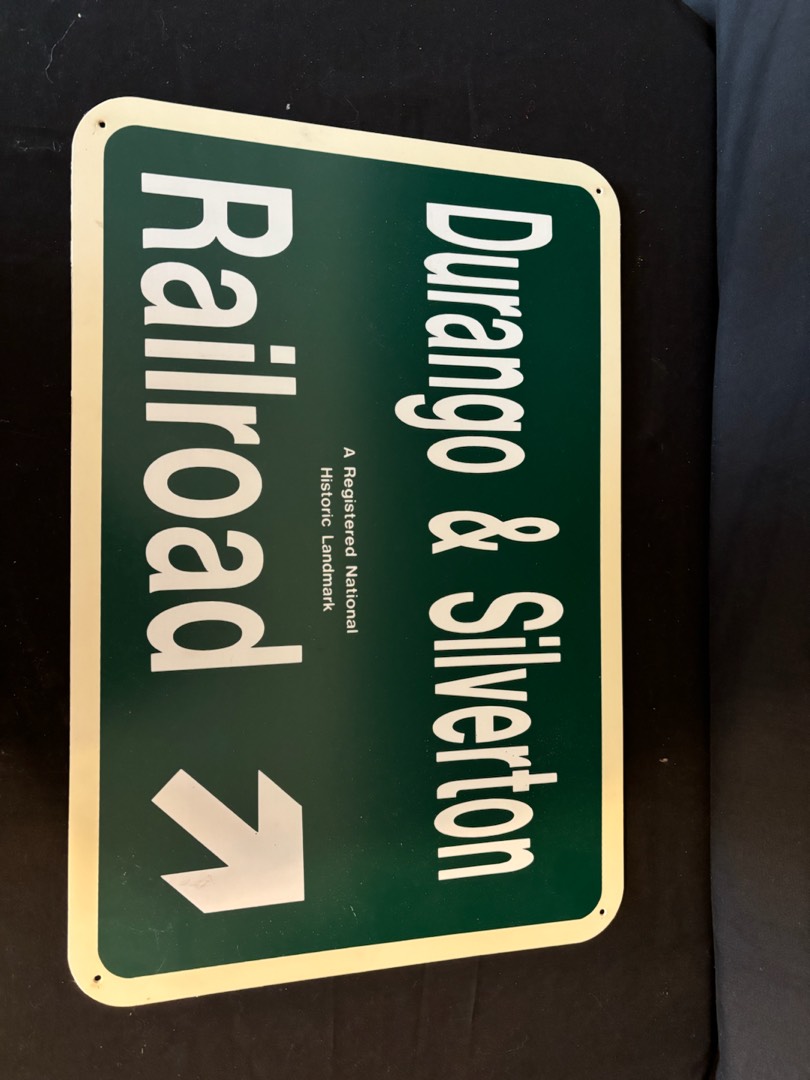 Durango & Silverton
A Registered National
Historic Landmark
Railroad